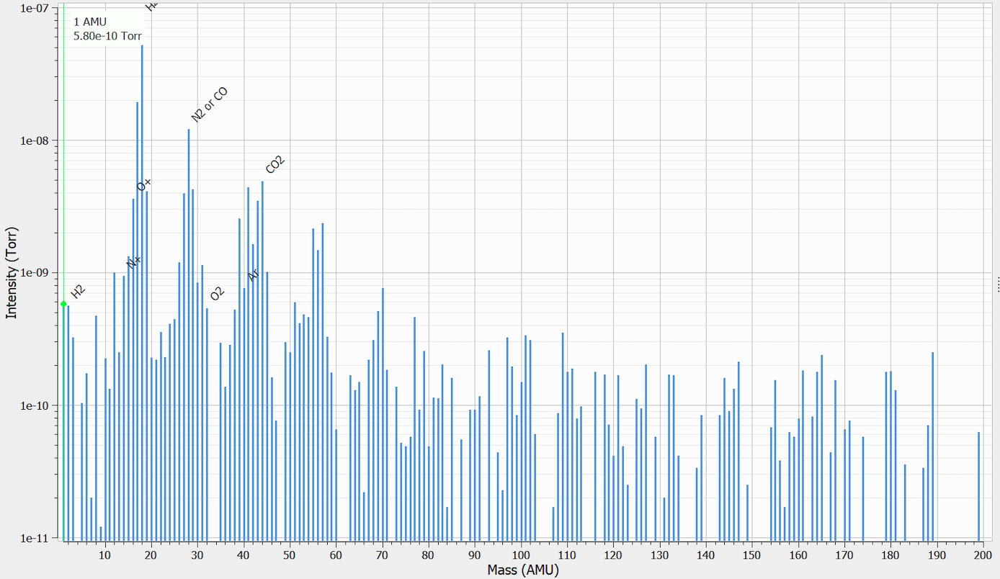 1e-07
1 AMU
5.80e-10 Torr
N2 or CO
1e-08
CO2
O+
N+
1e-09
Ar
H2
O2
Intensity (Torr)
1e-10
1e-11
10 20 30 40 50 60 70 80 90 100 110 120 130 140 150 160 170 180 190 200
Mass (AMU)